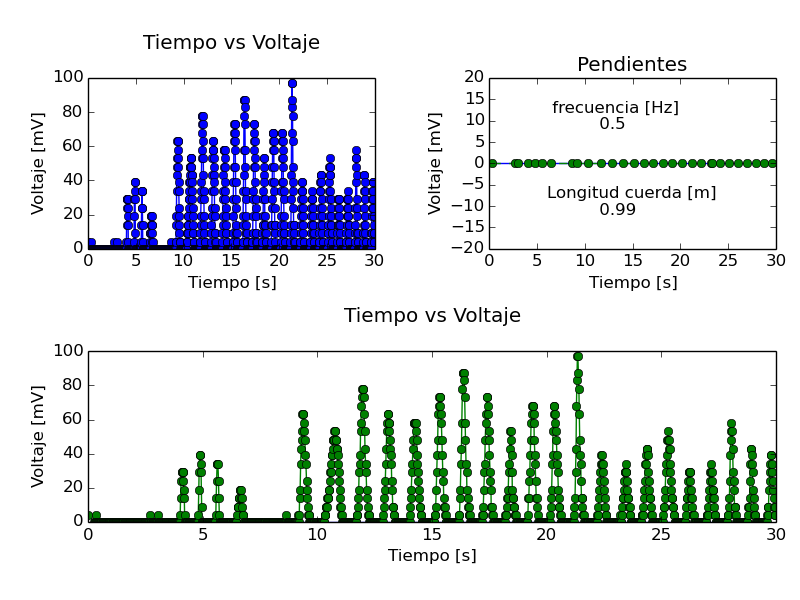 Tiempo vs Voltaje
Voltaje [mV]
100
80
60
40
20
0
0 5 10 15 20 25 30
Tiempo [s]
Pendientes
Voltaje [mV]
20
15
10
5
0
−5
−10
−15
−20
frecuencia [Hz]
0.5
Longitud cuerda [m]
0.99
0 5 10 15 20 25 30
Tiempo [s]
Tiempo vs Voltaje
Voltaje [mV]
100
80
60
40
20
0
0 5 10 15 20 25 30
Tiempo [s]